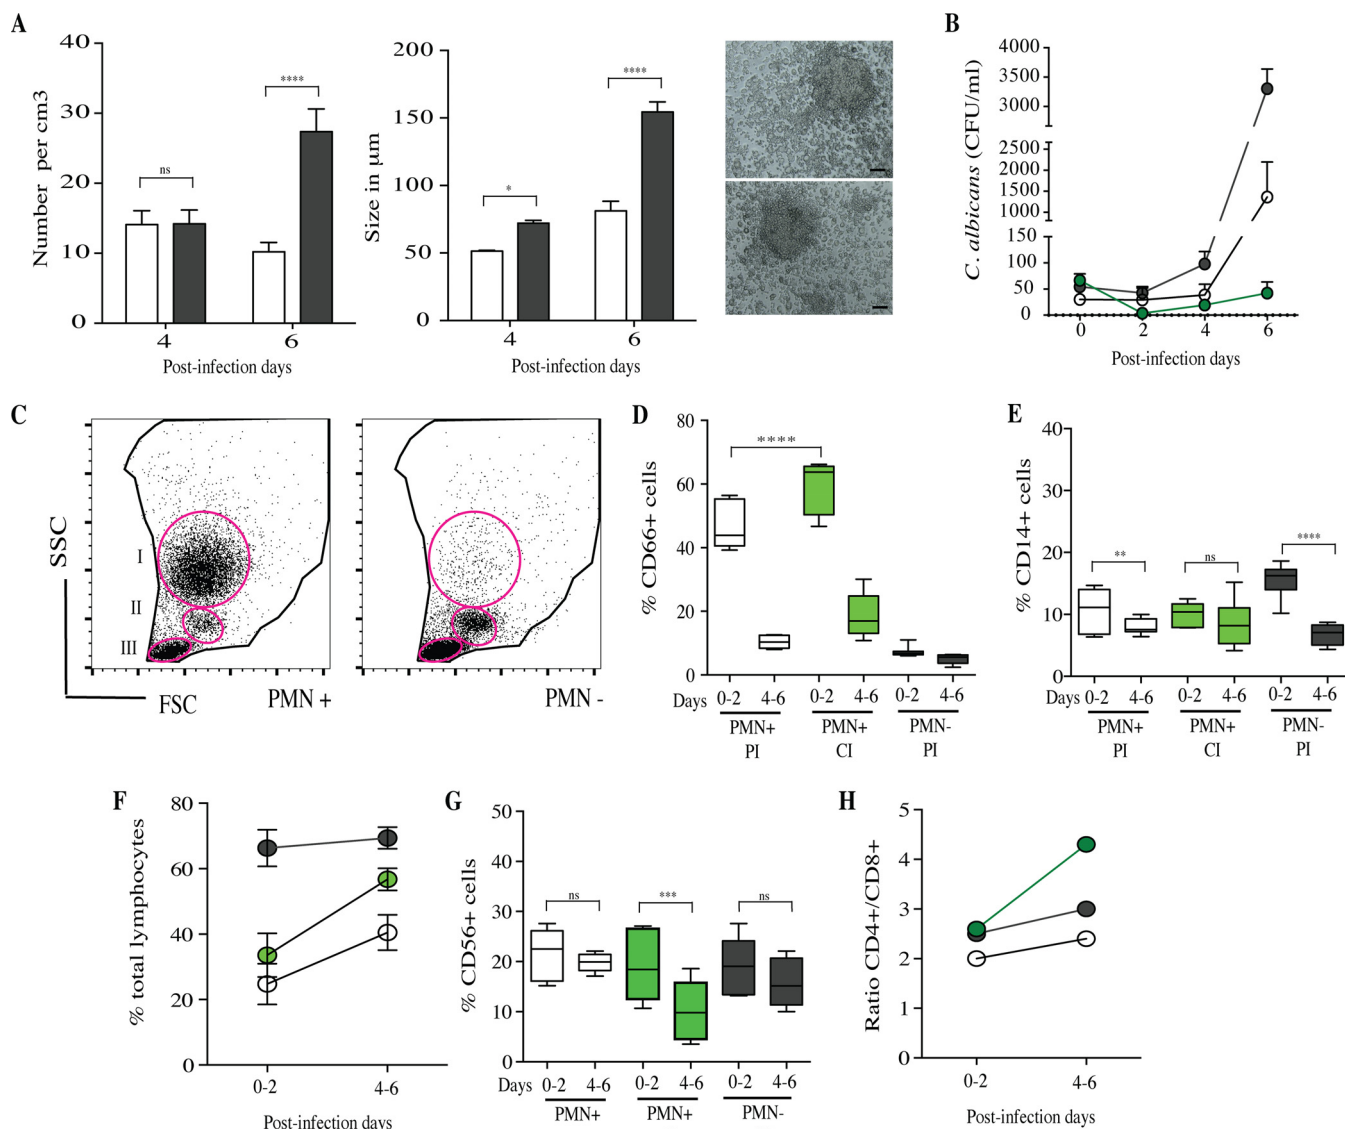 A
40
30
20
10
0
Number per cm3
ns
****
4
6
Post-infection days
200
150
100
50
0
Size in µm
*
****
4
6
Post-infection days
B
4000
3000
2500
1500
1000
150
100
50
0
C. albicans (CFU/ml)
0
2
4
6
Post-infection days
C
SSC
I
II
III
FSC
PMN +
PMN -
D
80
60
40
20
0
% CD66+ cells
****
Days
0-2
4-6
0-2
4-6
0-2
4-6
PMN+
PI
PMN+
CI
PMN-
PI
E
40
30
20
10
0
% CD14+ cells
**
ns
****
Days
0-2
4-6
0-2
4-6
0-2
4-6
PMN+
PI
PMN+
CI
PMN-
PI
F
80
60
40
20
0
% total lymphocytes
0-2
4-6
Post-infection days
G
50
40
30
20
10
0
% CD56+ cells
ns
***
ns
Days
0-2
4-6
0-2
4-6
0-2
4-6
PMN+
PMN+
PMN-
H
5
4
3
2
1
0
Ratio CD4+/CD8+
0-2
4-6
Post-infection days